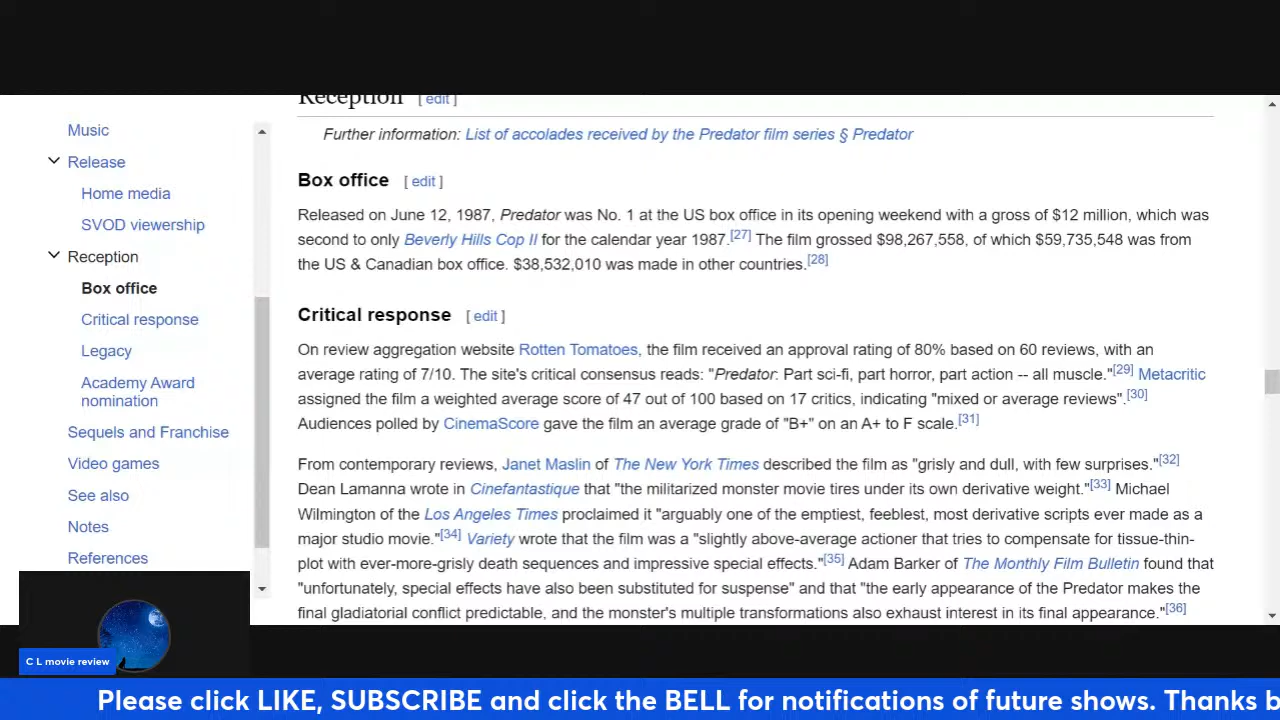 Reception [ edit ]
Further information: List of accolades received by the Predator film series § Predator
Music
Release
Home media
SVOD viewership
Reception
Box office
Critical response
Legacy
Academy Award
nomination
Sequels and Franchise
Video games
See also
Notes
References
Box office [ edit ]
Released on June 12, 1987, Predator was No. 1 at the US box office in its opening weekend with a gross of $12 million, which was
second to only Beverly Hills Cop II for the calendar year 1987.[27] The film grossed $98,267,558, of which $59,735,548 was from
the US & Canadian box office. $38,532,010 was made in other countries.[28]
Critical response [ edit ]
On review aggregation website Rotten Tomatoes, the film received an approval rating of 80% based on 60 reviews, with an
average rating of 7/10. The site's critical consensus reads: "Predator: Part sci-fi, part horror, part action -- all muscle."[29] Metacritic
assigned the film a weighted average score of 47 out of 100 based on 17 critics, indicating "mixed or average reviews".[30]
Audiences polled by CinemaScore gave the film an average grade of "B+" on an A+ to F scale.[31]
From contemporary reviews, Janet Maslin of The New York Times described the film as "grisly and dull, with few surprises."[32]
Dean Lamanna wrote in Cinefantastique that "the militarized monster movie tires under its own derivative weight."[33] Michael
Wilmington of the Los Angeles Times proclaimed it "arguably one of the emptiest, feeblest, most derivative scripts ever made as a
major studio movie."[34] Variety wrote that the film was a "slightly above-average actioner that tries to compensate for tissue-thin-
plot with ever-more-grisly death sequences and impressive special effects."[35] Adam Barker of The Monthly Film Bulletin found that
"unfortunately, special effects have also been substituted for suspense" and that "the early appearance of the Predator makes the
final gladiatorial conflict predictable, and the monster's multiple transformations also exhaust interest in its final appearance."[36]
C L movie review
Please click LIKE, SUBSCRIBE and click the BELL for notifications of future shows. Thanks b